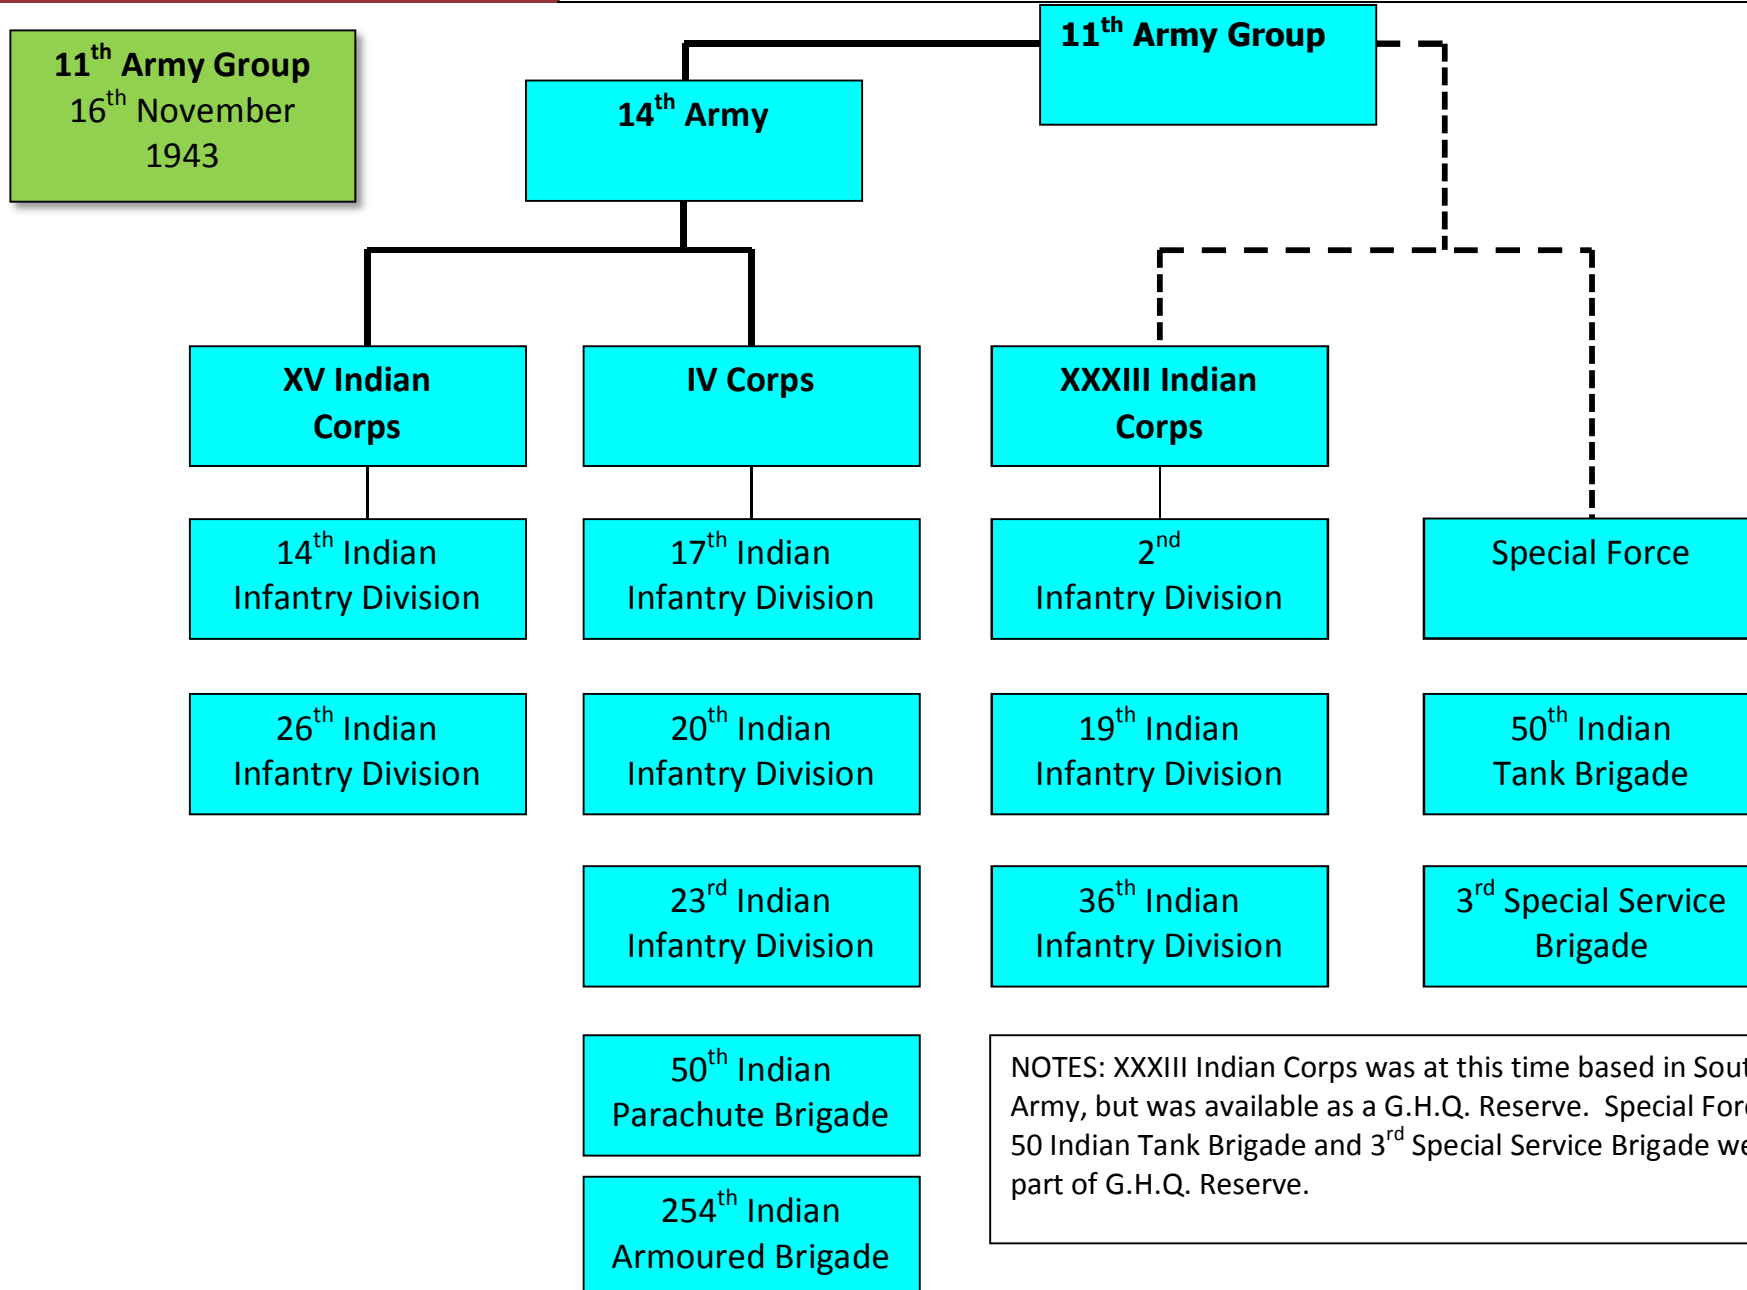 11th Army Group
16th November
1943
11th Army Group
14th Army
XV Indian
Corps
IV Corps
XXXIII Indian
Corps
14th Indian
Infantry Division
17th Indian
Infantry Division
2nd
Infantry Division
Special Force
26th Indian
Infantry Division
20th Indian
Infantry Division
19th Indian
Infantry Division
50th Indian
Tank Brigade
23rd Indian
Infantry Division
36th Indian
Infantry Division
3rd Special Service
Brigade
50th Indian
Parachute Brigade
254th Indian
Armoured Brigade
NOTES: XXXIII Indian Corps was at this time based in
Army, but was available as a G.H.Q. Reserve. Special
50 Indian Tank Brigade and 3rd Special Service Brigade
part of G.H.Q. Reserve.